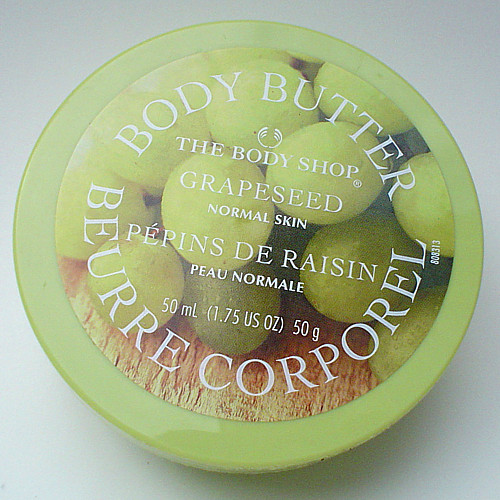 BODY BUTTER
THE BODY SHOP®
GRAPESEED
NORMAL SKIN
PÉPINS DE RAISIN
PEAU NORMALE
50 mL (1.75 US OZ) 50 g
BEURRE CORPOREL
808313